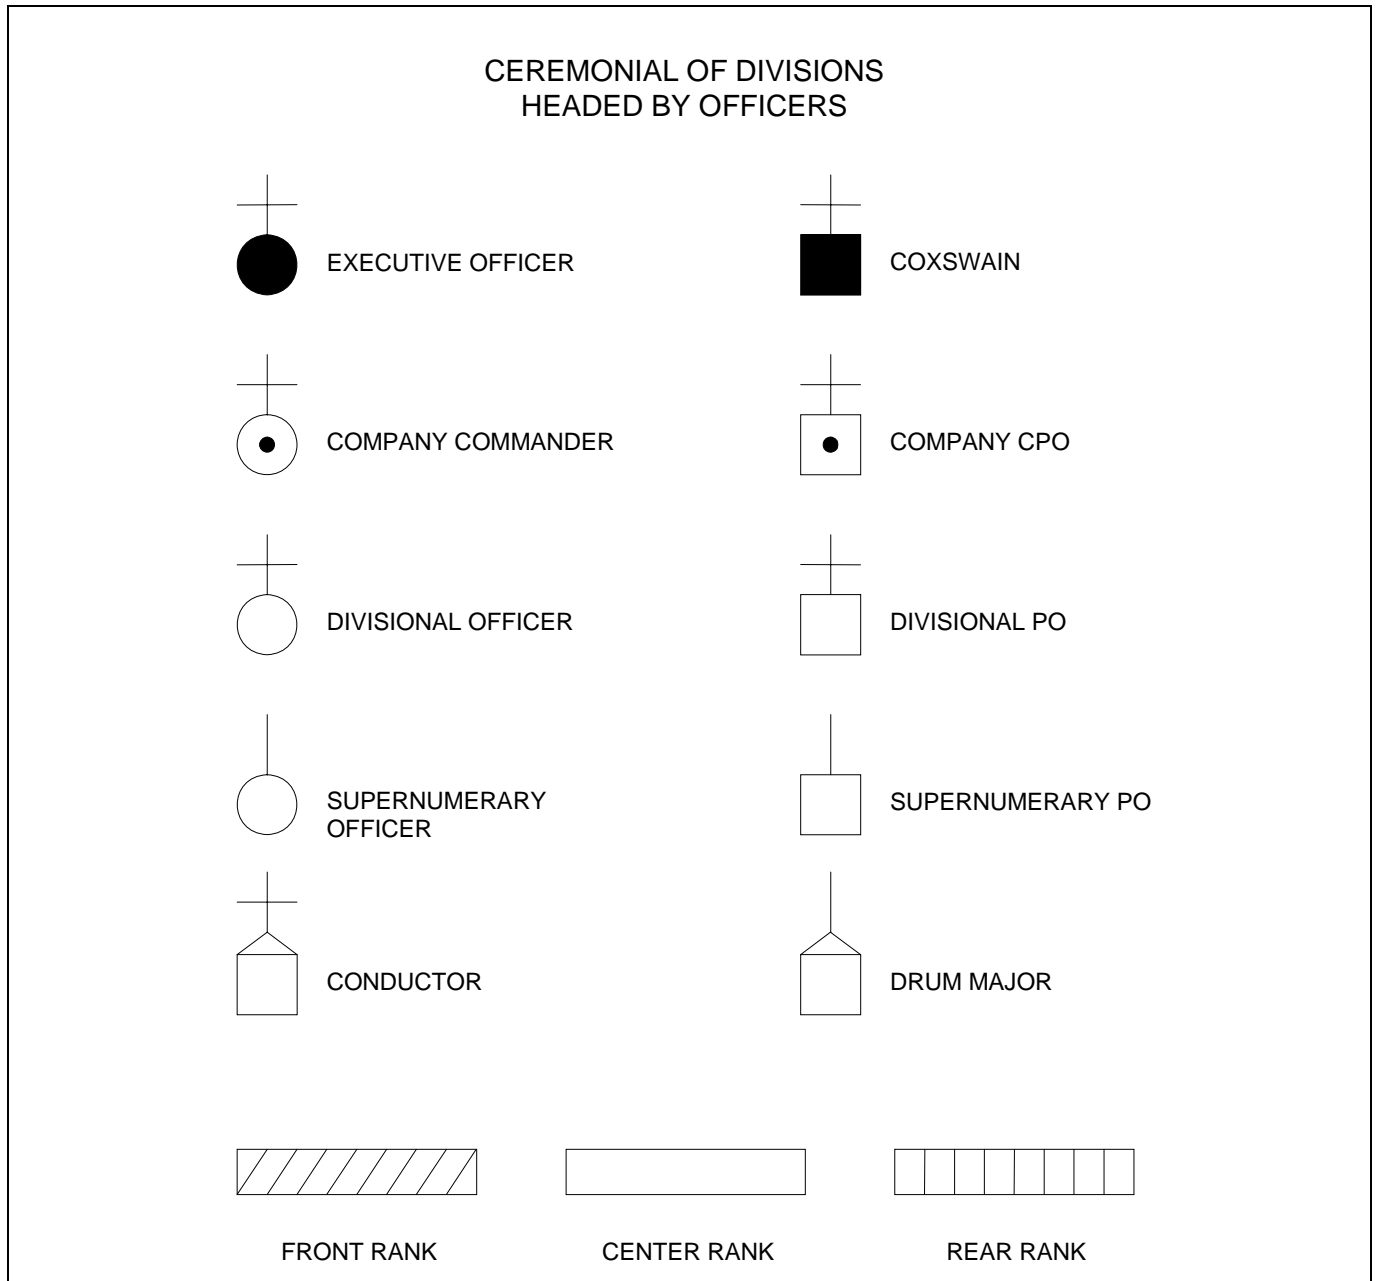 CEREMONIAL OF DIVISIONS
HEADED BY OFFICERS
EXECUTIVE OFFICER
COXSWAIN
COMPANY COMMANDER
COMPANY CPO
DIVISIONAL OFFICER
DIVISIONAL PO
SUPERNUMERARY
OFFICER
SUPERNUMERARY PO
CONDUCTOR
DRUM MAJOR
FRONT RANK
CENTER RANK
REAR RANK